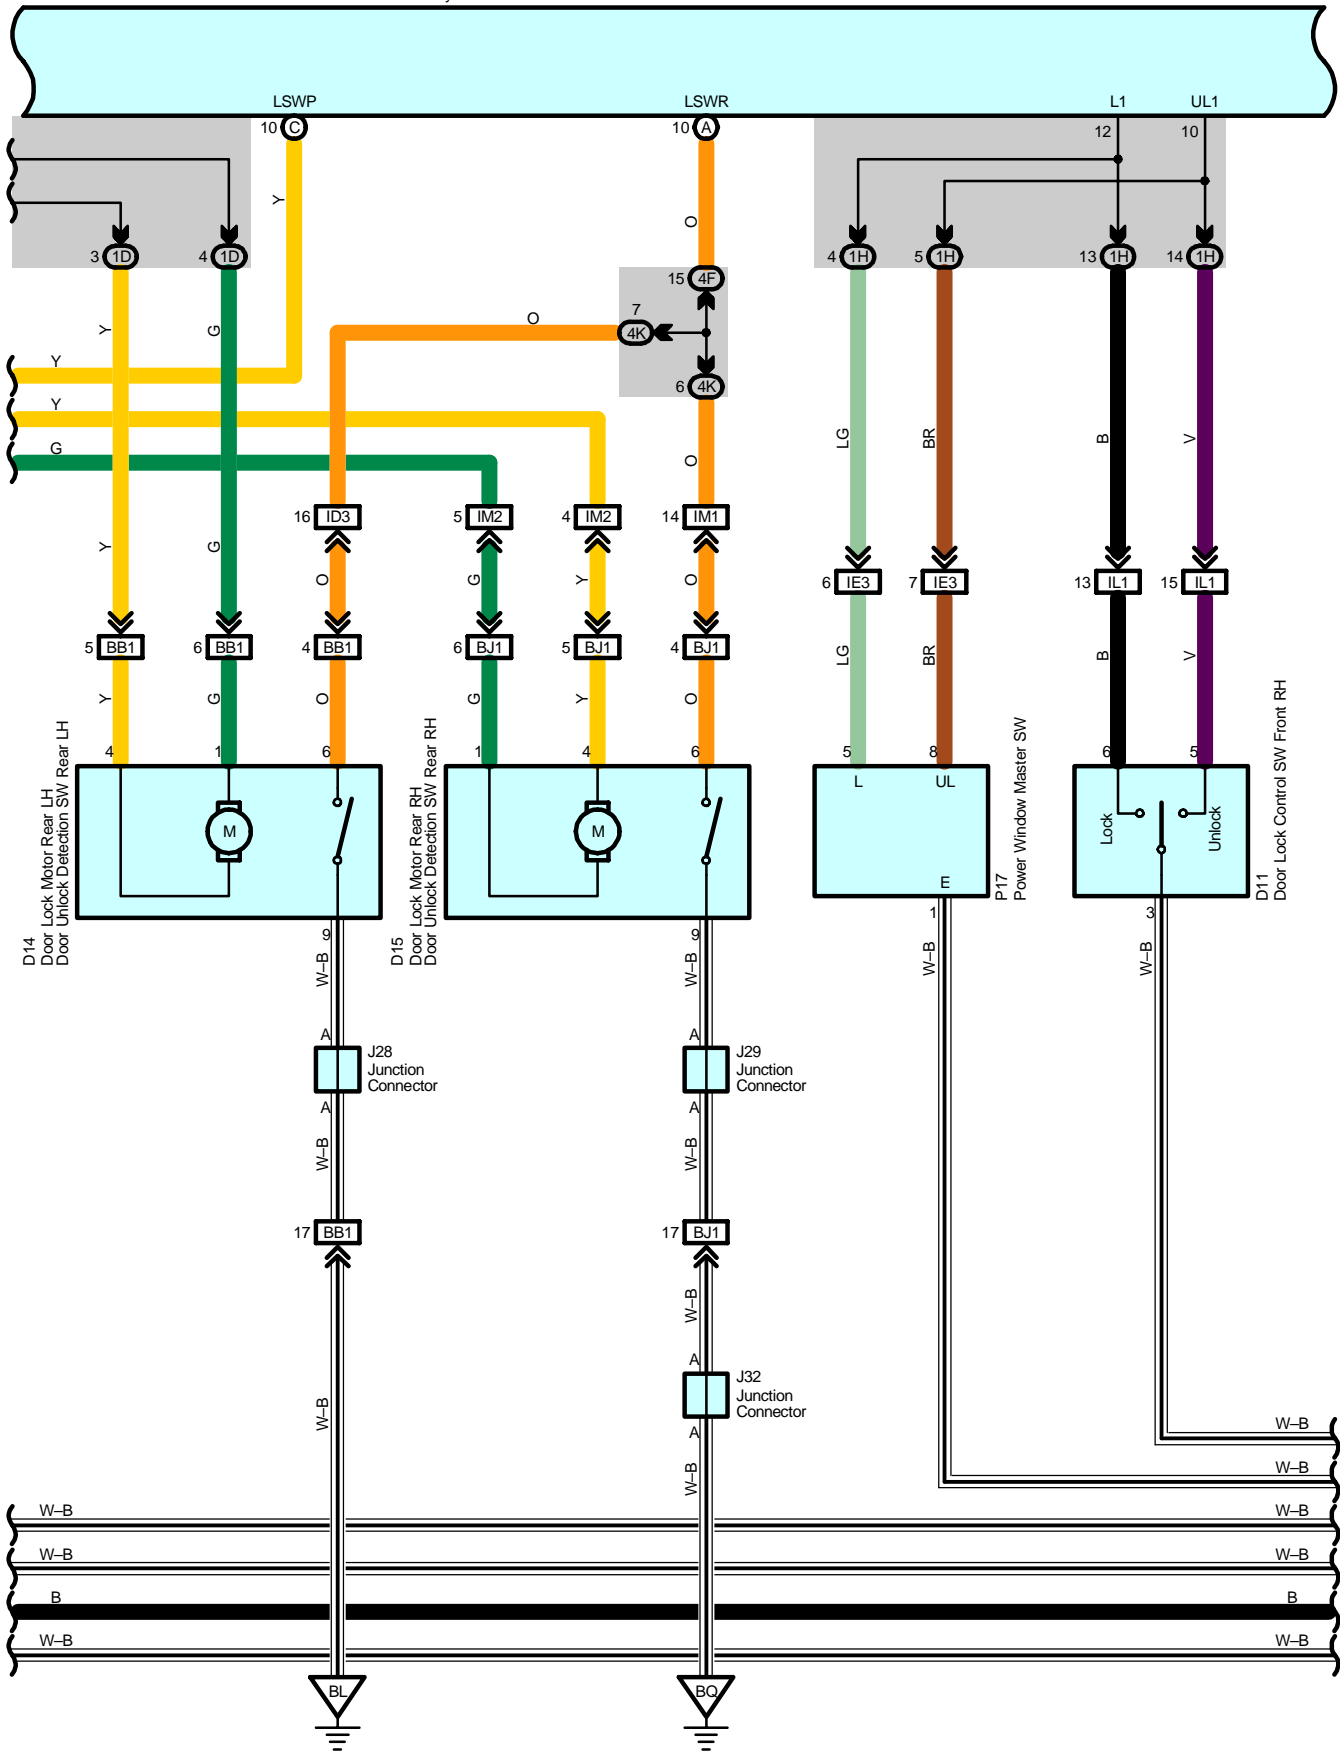 LSWP
LSWR
L1
UL1
10 C
10 A
12
10
Y
O
3 1D
4 1D
4 1H
5 1H
13 1H
14 1H
15 4F
7
4K
O
6 4K
Y
G
Y
Y
G
LG
BR
B
V
O
16 ID3
5 IM2
4 IM2
14 IM1
Y
G
O
G
Y
O
6 IE3
7 IE3
13 IL1
15 IL1
5 BB1
6 BB1
4 BB1
6 BJ1
5 BJ1
4 BJ1
LG
BR
B
V
Y
G
O
G
Y
O
4
1
6
1
4
6
5
8
6
5
L
UL
M
M
Lock
Unlock
E
D14
Door Lock Motor Rear LH
Door Unlock Detection SW Rear LH
D15
Door Lock Motor Rear RH
Door Unlock Detection SW Rear RH
P17
Power Window Master SW
D11
Door Lock Control SW Front RH
9
9
1
3
W–B
W–B
W–B
W–B
A
J28
Junction
Connector
A
A
J29
Junction
Connector
A
W–B
W–B
17 BB1
17 BJ1
W–B
A
J32
Junction
Connector
A
W–B
W–B
W–B
W–B
W–B
W–B
W–B
W–B
B
B
W–B
W–B
BL
BQ